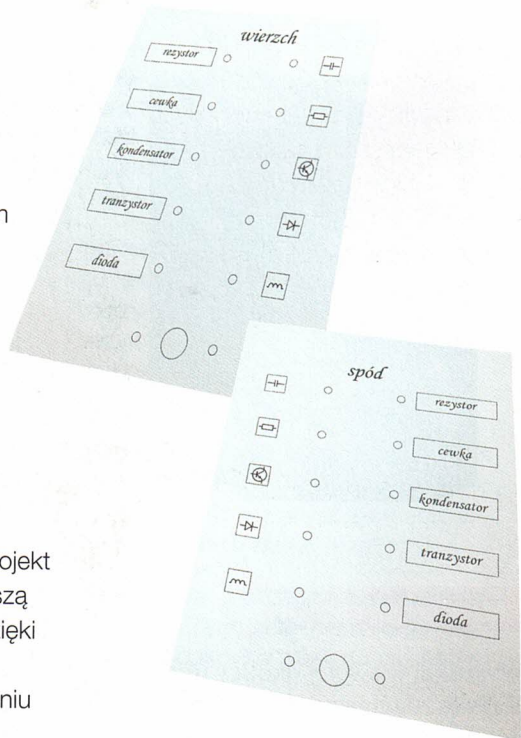 wierzch
rezystor
cewka
kondensator
tranzystor
dioda
n
spód
rezystor
cewka
kondensator
tranzystor
dioda
ojekt
szą
ięki
niu